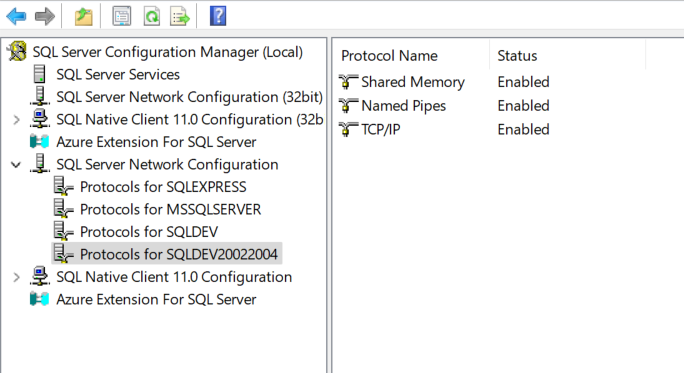 SQL Server Configuration Manager (Local)
SQL Server Services
SQL Server Network Configuration (32bit)
SQL Native Client 11.0 Configuration (32b
Azure Extension For SQL Server
SQL Server Network Configuration
Protocols for SQLEXPRESS
Protocols for MSSQLSERVER
Protocols for SQLDEV
Protocols for SQLDEV20022004
SQL Native Client 11.0 Configuration
Azure Extension For SQL Server
Protocol Name Status
Shared Memory Enabled
Named Pipes Enabled
TCP/IP Enabled